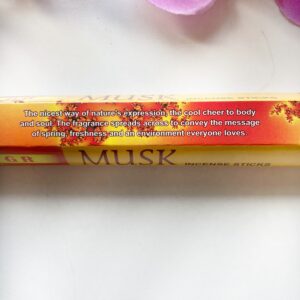 The nicest way of nature's expression, the cool cheer to body
and soul. The fragrance spreads across to convey the message
of spring, freshness and an environment everyone loves.
MUSK INCENSE STICKS